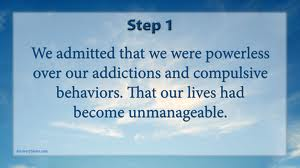 Step 1
We admitted that we were powerless
over our addictions and compulsive
behaviors. That our lives had
become unmanageable.